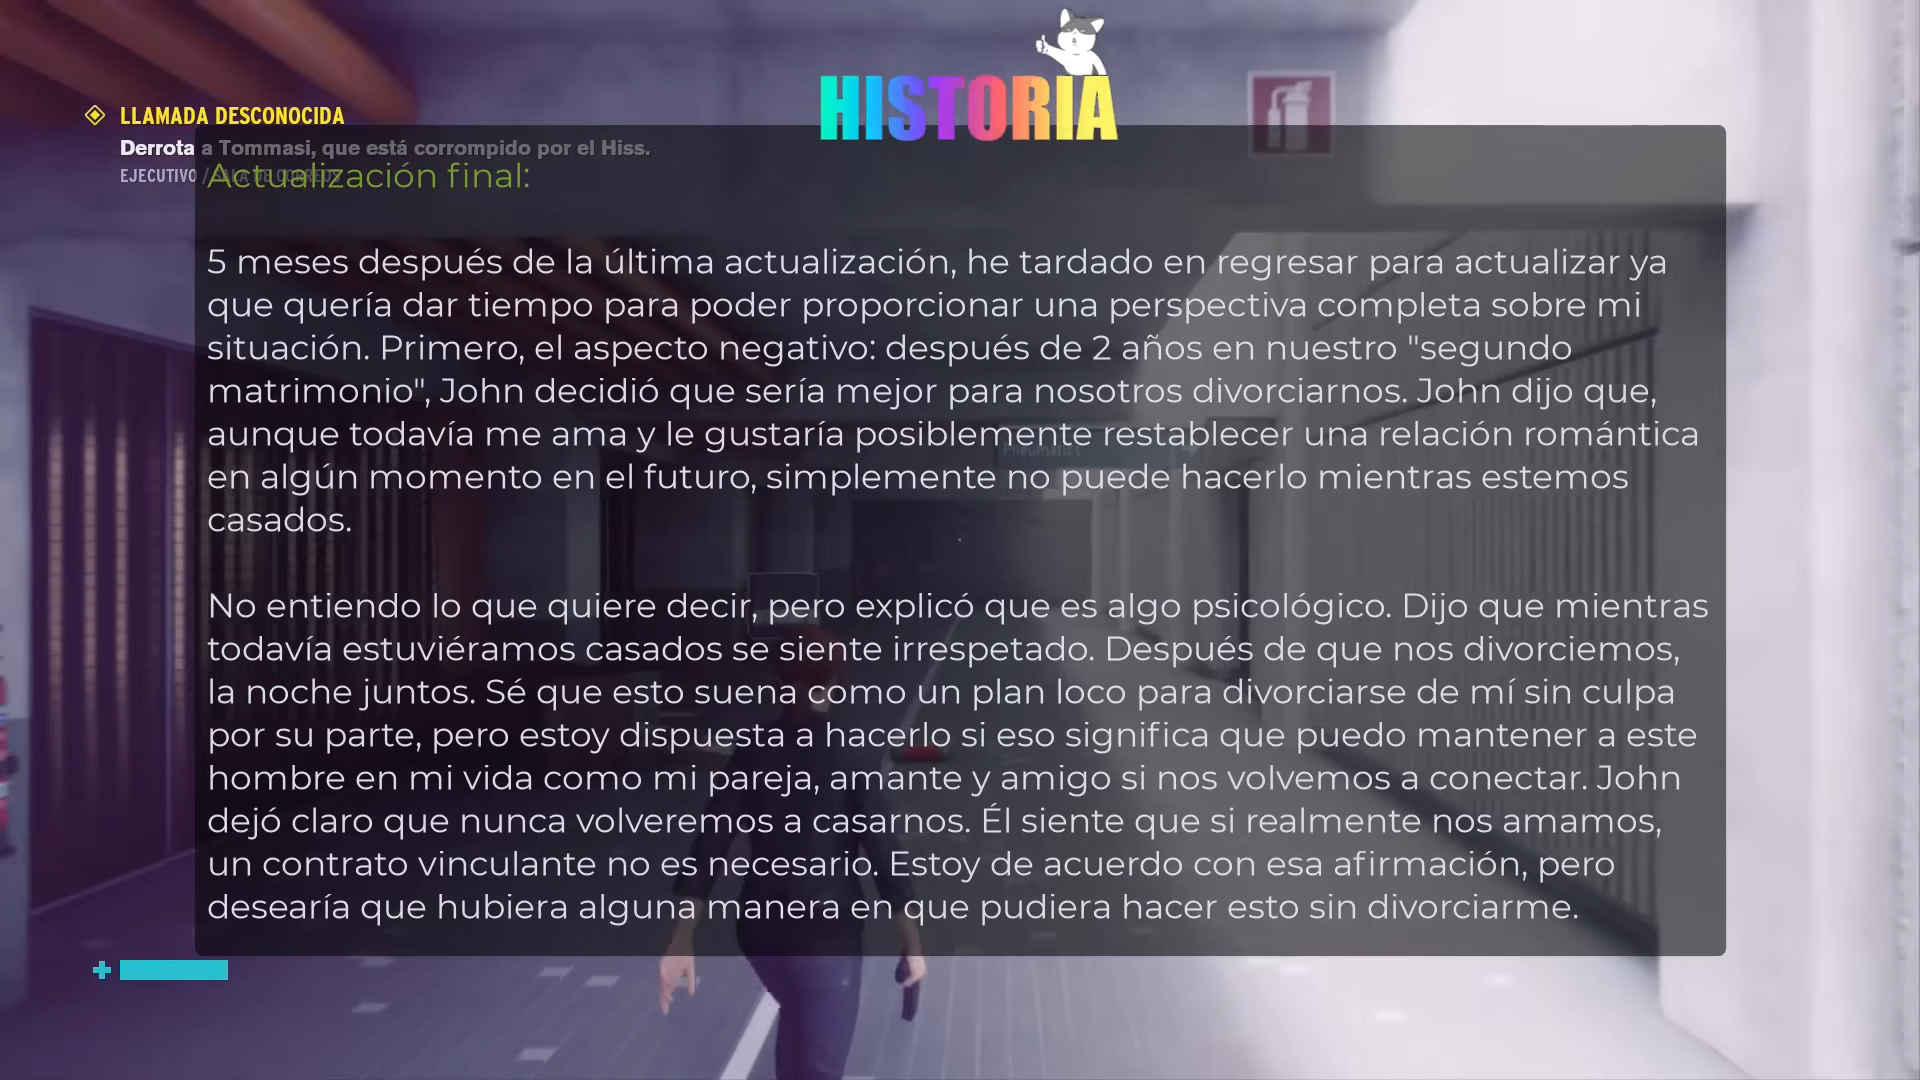 HISTORIA
LLAMADA DESCONOCIDA
Derrota a Tommasi, que está corrompido por el Hiss.
EJECUTIVO / SALA DE CORREOS
Actualización final:
5 meses después de la última actualización, he tardado en regresar para actualizar ya
que quería dar tiempo para poder proporcionar una perspectiva completa sobre mi
situación. Primero, el aspecto negativo: después de 2 años en nuestro "segundo
matrimonio", John decidió que sería mejor para nosotros divorciarnos. John dijo que,
aunque todavía me ama y le gustaría posiblemente restablecer una relación romántica
en algún momento en el futuro, simplemente no puede hacerlo mientras estemos
casados.
No entiendo lo que quiere decir, pero explicó que es algo psicológico. Dijo que mientras
todavía estuviéramos casados se siente irrespetado. Después de que nos divorciemos,
la noche juntos. Sé que esto suena como un plan loco para divorciarse de mí sin culpa
por su parte, pero estoy dispuesta a hacerlo si eso significa que puedo mantener a este
hombre en mi vida como mi pareja, amante y amigo si nos volvemos a conectar. John
dejó claro que nunca volveremos a casarnos. Él siente que si realmente nos amamos,
un contrato vinculante no es necesario. Estoy de acuerdo con esa afirmación, pero
desearía que hubiera alguna manera en que pudiera hacer esto sin divorciarme.